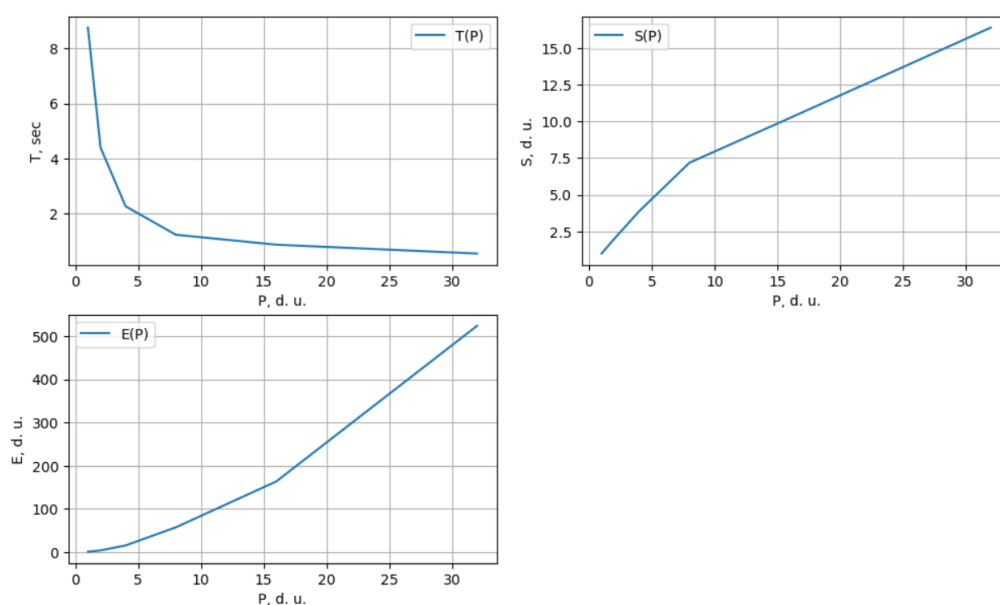 T(P)
8
6
4
2
T, sec
0 5 10 15 20 25 30
P, d. u.
S(P)
15.0
12.5
10.0
7.5
5.0
2.5
S, d. u.
0 5 10 15 20 25 30
P, d. u.
E(P)
500
400
300
200
100
0
E, d. u.
0 5 10 15 20 25 30
P, d. u.